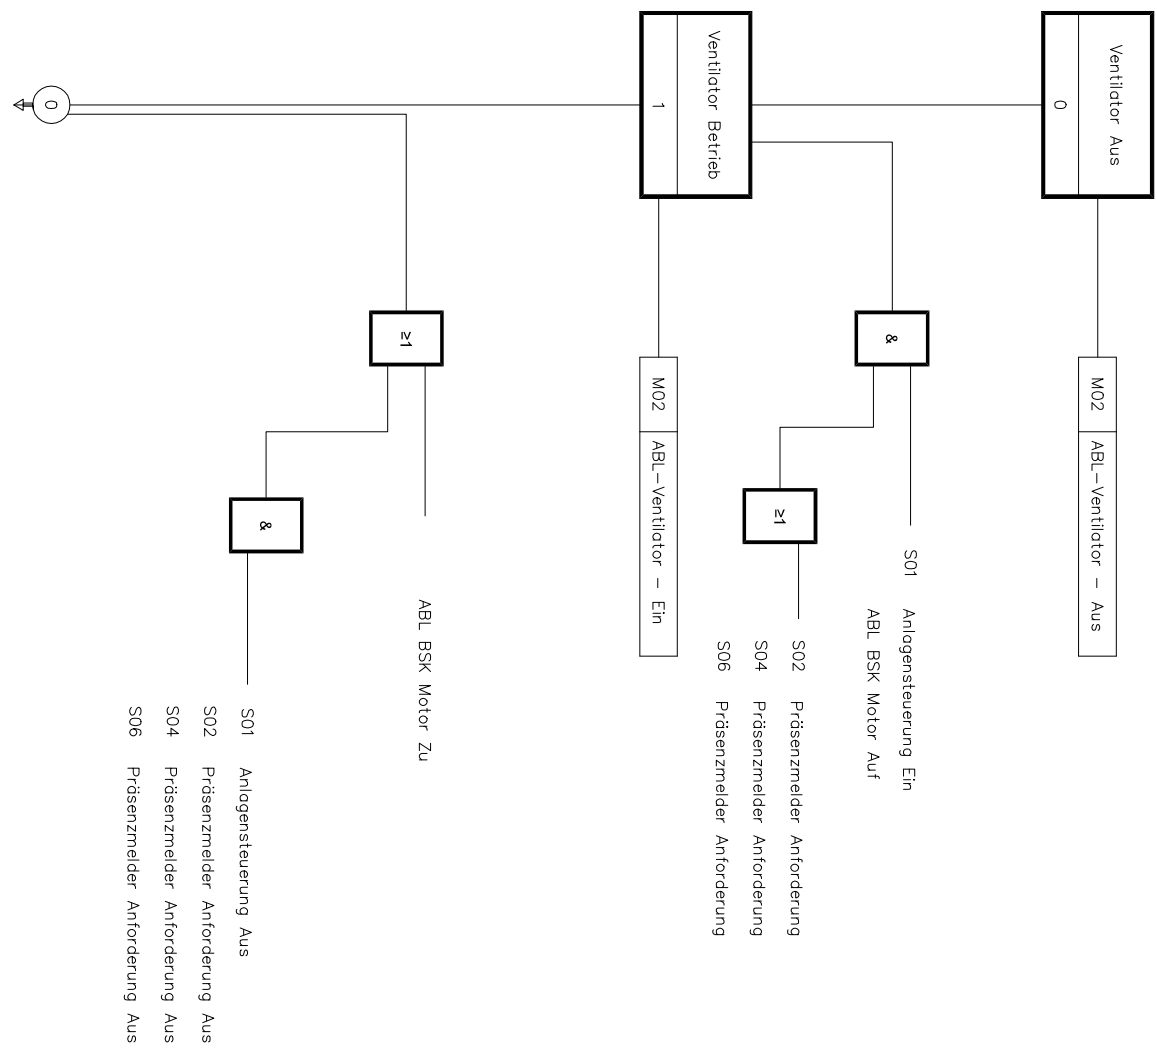 Ventilator Aus
0
M02 ABL-Ventilator - Aus
S01 Anlagensteuerung Ein
&
ABL BSK Motor Auf
S02 Präsenzmelder Anforderung
≥1
S04 Präsenzmelder Anforderung
S06 Präsenzmelder Anforderung
Ventilator Betrieb
1
M02 ABL-Ventilator - Ein
≥1
ABL BSK Motor Zu
&
S01 Anlagensteuerung Aus
S02 Präsenzmelder Anforderung Aus
S04 Präsenzmelder Anforderung Aus
S06 Präsenzmelder Anforderung Aus
0